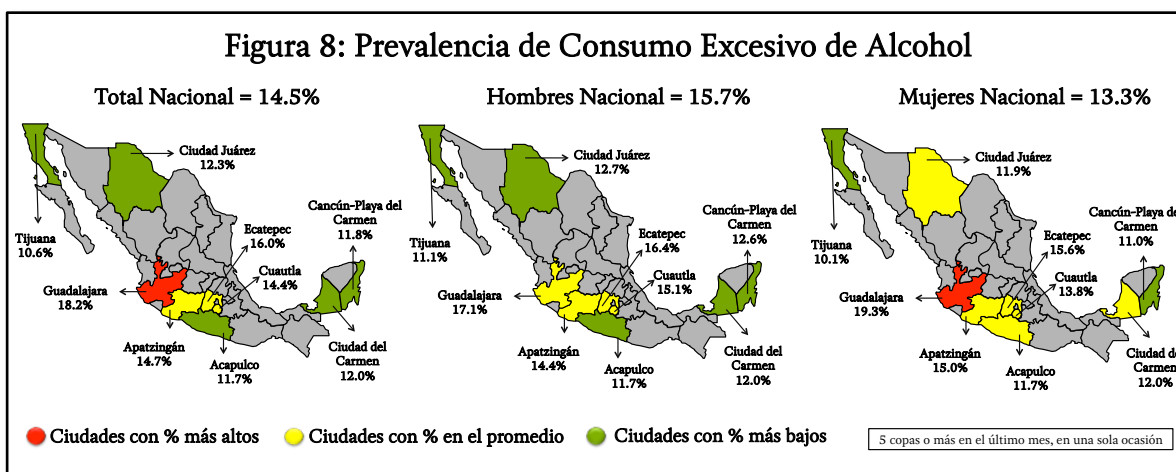 Figura 8: Prevalencia de Consumo Excesivo de Alcohol
Total Nacional = 14.5%
Ciudad Juárez
12.3%
Cancún-Playa del
Carmen
11.8%
Ecatepec
16.0%
Tijuana
10.6%
Cuautla
14.4%
Guadalajara
18.2%
Apatzingán
14.7%
Acapulco
11.7%
Ciudad del
Carmen
12.0%
Hombres Nacional = 15.7%
Ciudad Juárez
12.7%
Cancún-Playa del
Carmen
12.6%
Ecatepec
16.4%
Tijuana
11.1%
Cuautla
15.1%
Guadalajara
17.1%
Apatzingán
14.4%
Acapulco
11.7%
Ciudad del
Carmen
12.0%
Mujeres Nacional = 13.3%
Ciudad Juárez
11.9%
Cancún-Playa de
Carmen
11.0%
Ecatepec
15.6%
Tijuana
10.1%
Cuautla
13.8%
Guadalajara
19.3%
Apatzingán
15.0%
Acapulco
11.7%
Ciudad de
Carmen
12.0%
Ciudades con % más altos
Ciudades con % en el promedio
Ciudades con % más bajos
5 copas o más en el último mes, en una sola ocasión